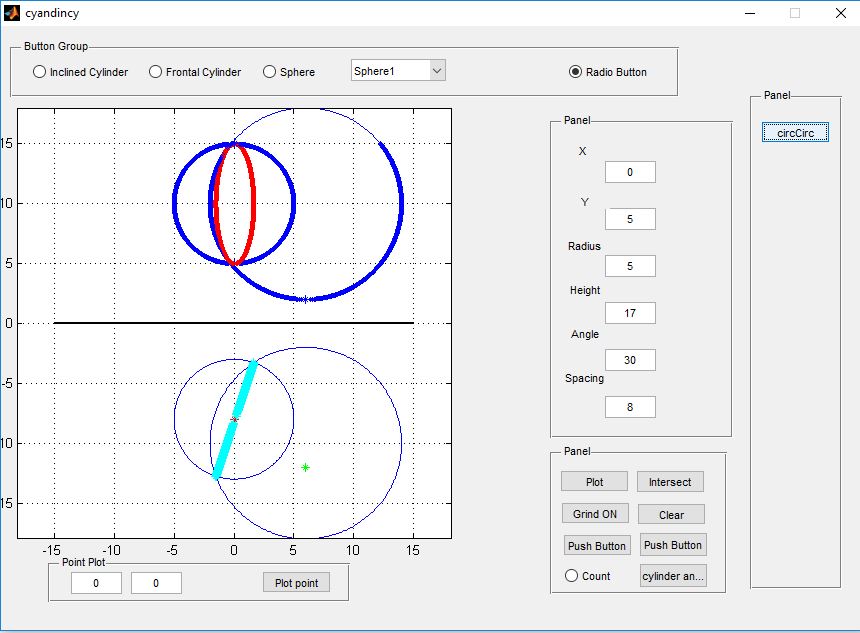 cyandincy
Button Group
Inclined Cylinder Frontal Cylinder Sphere Sphere1 Radio Button
Panel
circCirc
Panel
X
0
Y
5
Radius
5
Height
17
Angle
30
Spacing
8
15
10
5
0
-5
10
15
-15 -10 -5 0 5 10 15
Panel
Plot Intersect
Grind ON Clear
Push Button Push Button
Count cylinder an...
Point Plot
0 0 Plot point